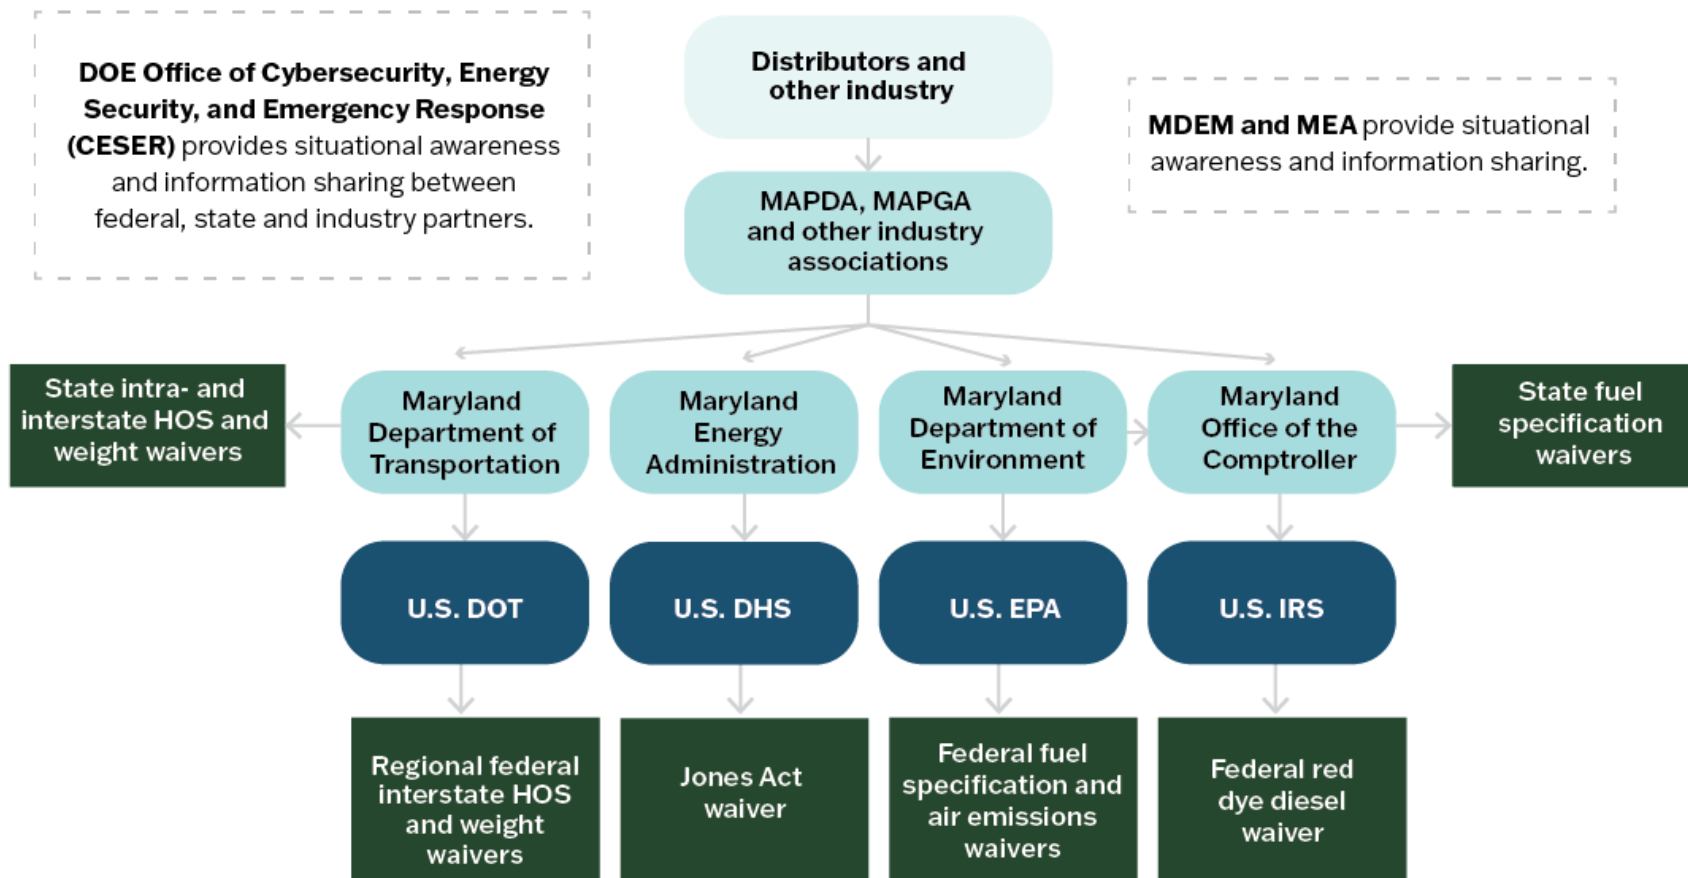 DOE Office of Cybersecurity, Energy
Security, and Emergency Response
(CESER) provides situational awareness
and information sharing between
federal, state and industry partners.
Distributors and
other industry
MDEM and MEA provide situational
awareness and information sharing.
MAPDA, MAPGA
and other industry
associations
State intra- and
interstate HOS and
weight waivers
Maryland
Department of
Transportation
Maryland
Energy
Administration
Maryland
Department of
Environment
Maryland
Office of the
Comptroller
State fuel
specification
waivers
U.S. DOT
U.S. DHS
U.S. EPA
U.S. IRS
Regional federal
interstate HOS
and weight
waivers
Jones Act
waiver
Federal fuel
specification and
air emissions
waivers
Federal red
dye diesel
waiver